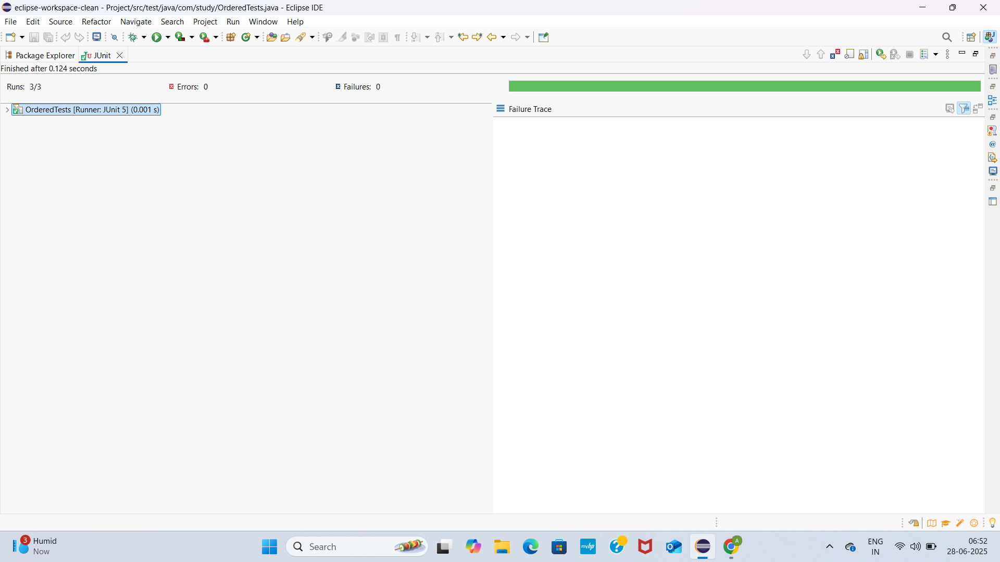 eclipse-workspace-clean - Project/src/test/java/com/study/OrderedTests.java - Eclipse IDE
File Edit Source Refactor Navigate Search Project Run Window Help
Package Explorer JUnit
Finished after 0.124 seconds
Runs: 3/3 Errors: 0 Failures: 0
OrderedTests [Runner: JUnit 5] (0.001 s)
Failure Trace
3
Humid
Now
Search
myhp
A
ENG
IN
06:52
28-06-2025